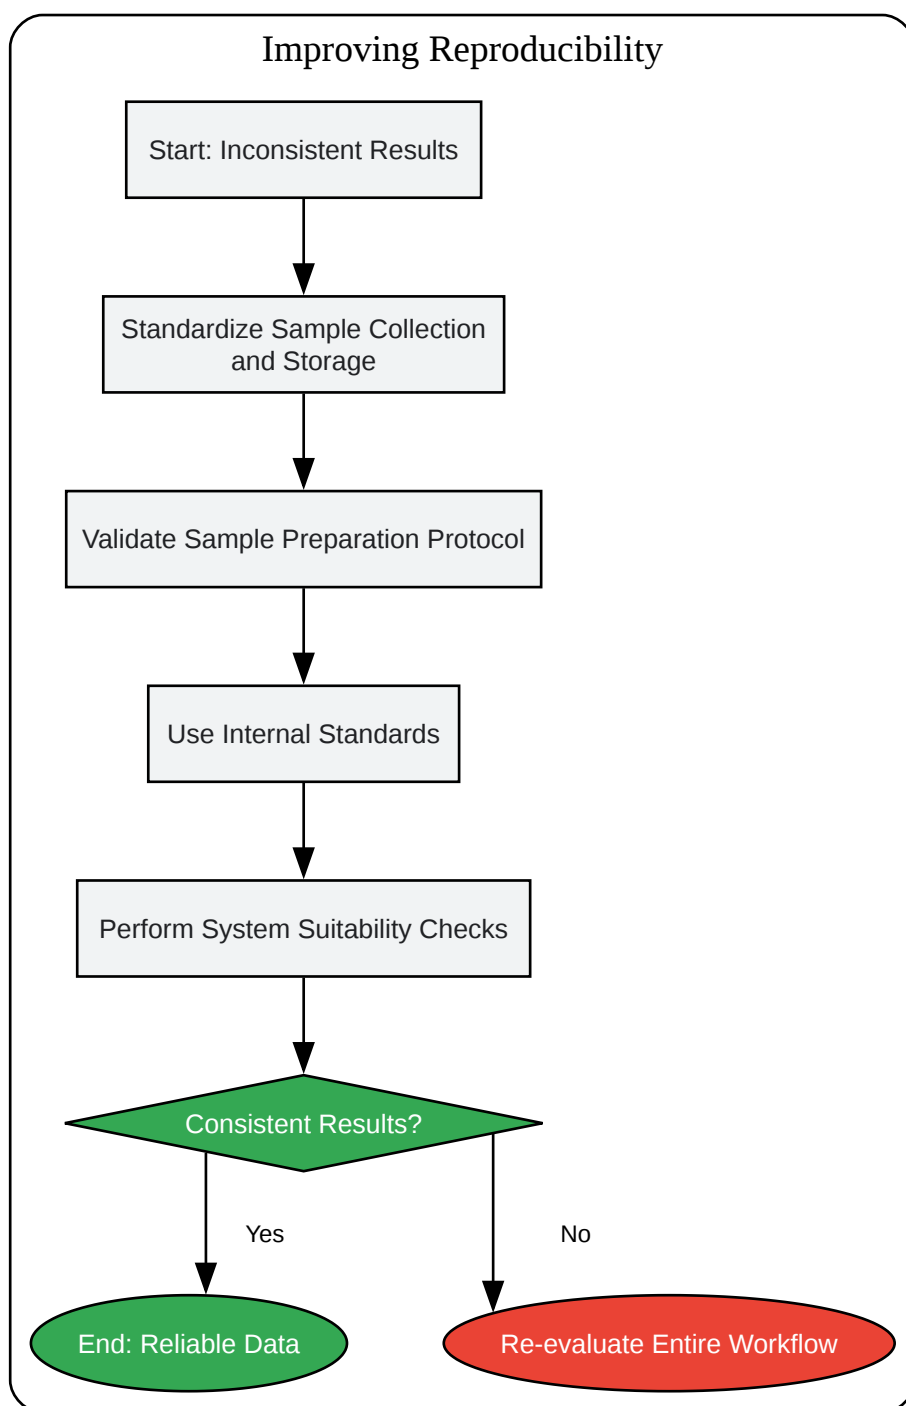 Improving Reproducibility
Start: Inconsistent Results
Standardize Sample Collection
and Storage
Validate Sample Preparation Protocol
Use Internal Standards
Perform System Suitability Checks
Consistent Results?
Yes
No
End: Reliable Data
Re-evaluate Entire Workflow